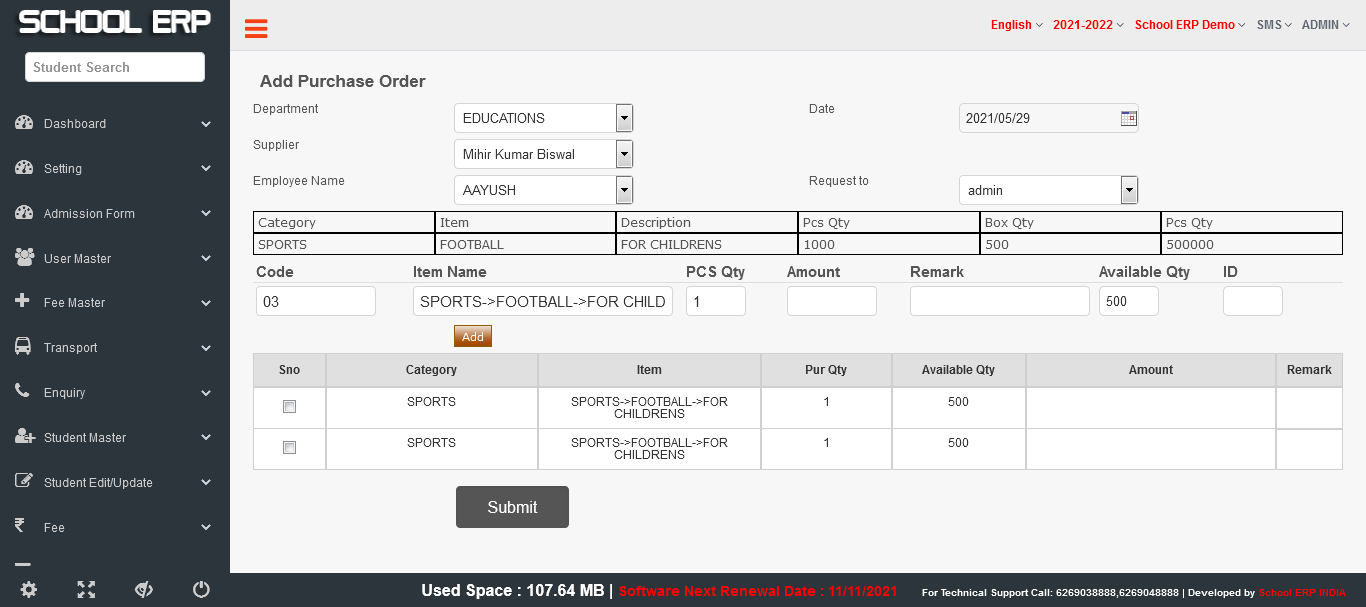 SCHOOL ERP
Student Search
Dashboard
Setting
Admission Form
User Master
Fee Master
Transport
Enquiry
Student Master
Student Edit/Update
Fee
English 2021-2022 School ERP Demo SMS ADMIN
Add Purchase Order
Department EDUCATIONS Date 2021/05/29
Supplier Mihir Kumar Biswal
Employee Name AAYUSH Request to admin
Category Item Description Pcs Qty Box Qty Pcs Qty
SPORTS FOOTBALL FOR CHILDRENS 1000 500 500000
Code Item Name PCS Qty Amount Remark Available Qty ID
03 SPORTS->FOOTBALL->FOR CHILD 1 500
Add
Sno Category Item Pur Qty Available Qty Amount Remark
SPORTS SPORTS->FOOTBALL->FOR 1 500
CHILDRENS
SPORTS SPORTS->FOOTBALL->FOR 1 500
CHILDRENS
Submit
Used Space : 107.64 MB | Software Next Renewal Date : 11/11/2021 For Technical Support Call: 6269038888,6269048888 | Developed by School ERP INDIA